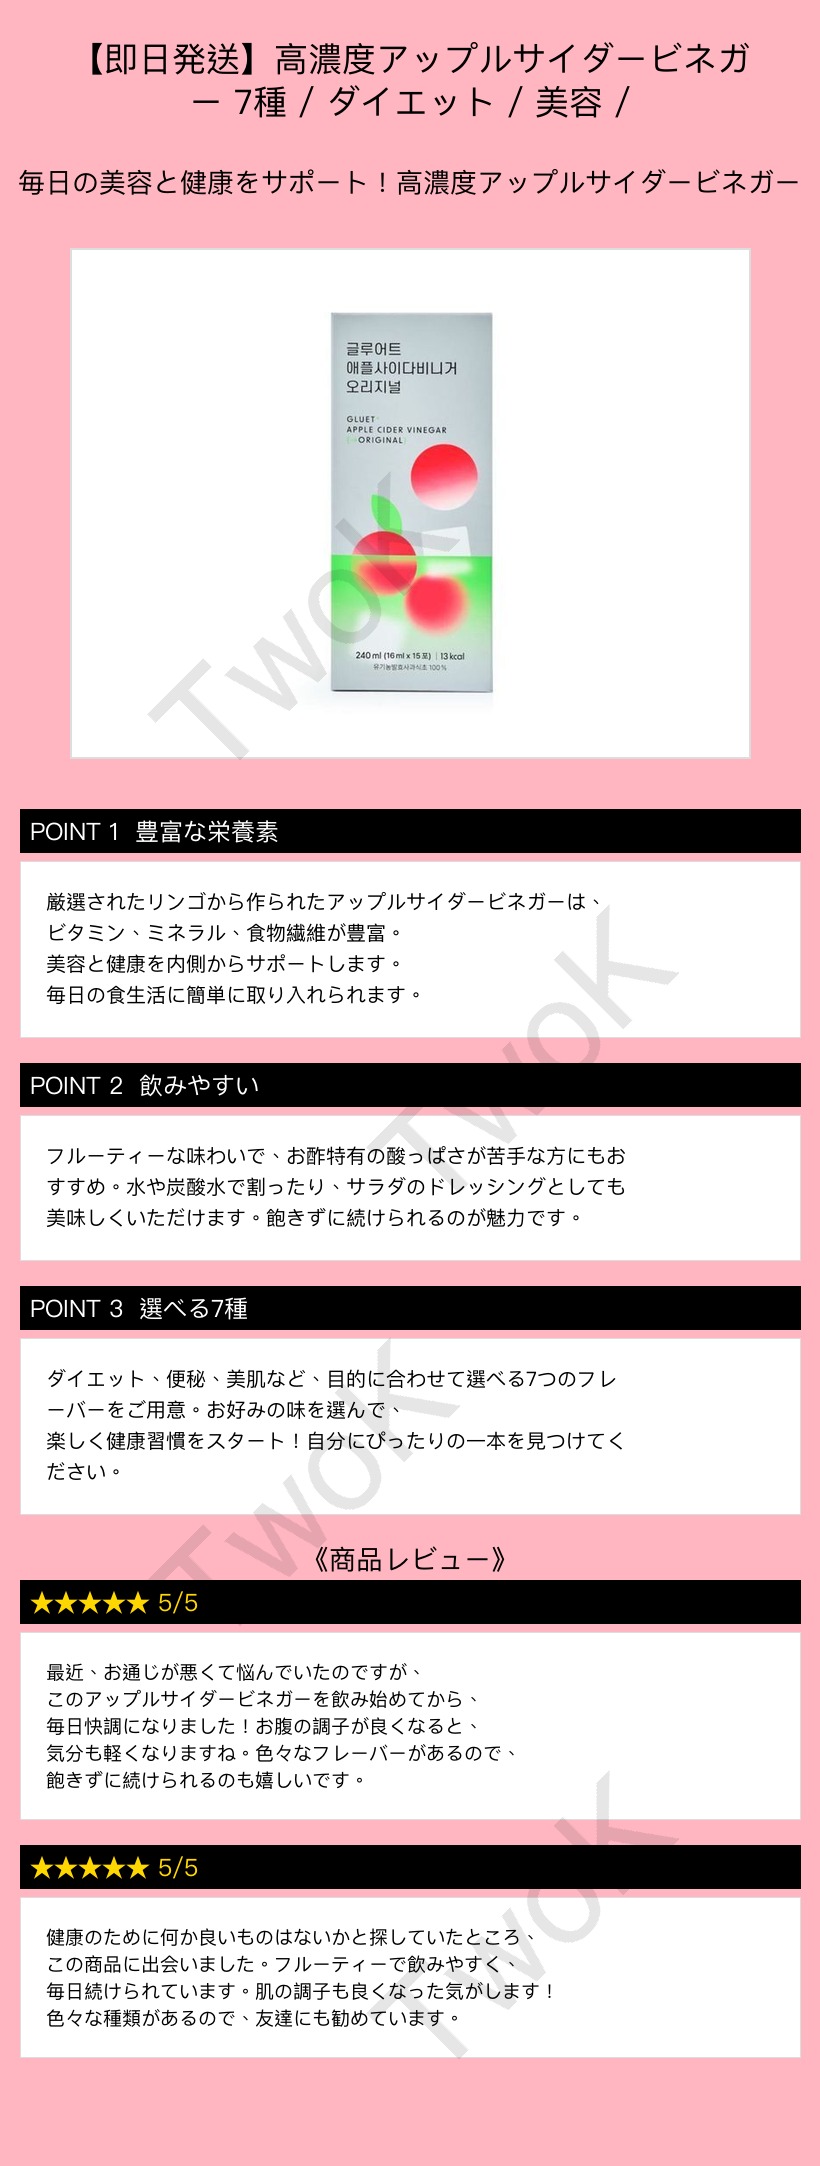 【即日発送】高濃度アップルサイダービネガ
ー 7種 / ダイエット / 美容 /
毎日の美容と健康をサポート！高濃度アップルサイダービネガー
글루어트
애플사이다비니거
오리지널
GLUET
APPLE CIDER VINEGAR
ORIGINAL
240 ml (16 ml x 15 포) | 13 kcal
유기농발효사과식초 100 %
TwoK
POINT 1 豊富な栄養素
厳選されたリンゴから作られたアップルサイダービネガーは、
ビタミン、ミネラル、食物繊維が豊富。
美容と健康を内側からサポートします。
毎日の食生活に簡単に取り入れられます。
TwoK
POINT 2 飲みやすい
フルーティーな味わいで、お酢特有の酸っぱさが苦手な方にもお
すすめ。水や炭酸水で割ったり、サラダのドレッシングとしても
美味しくいただけます。飽きずに続けられるのが魅力です。
POINT 3 選べる7種
ダイエット、便秘、美肌など、目的に合わせて選べる7つのフレ
ーバーをご用意。お好みの味を選んで、
楽しく健康習慣をスタート！自分にぴったりの一本を見つけてく
ださい。
TwoK
《商品レビュー》
★★★★★ 5/5
最近、お通じが悪くて悩んでいたのですが、
このアップルサイダービネガーを飲み始めてから、
毎日快調になりました！お腹の調子が良くなると、
気分も軽くなりますね。色々なフレーバーがあるので、
飽きずに続けられるのも嬉しいです。
★★★★★ 5/5
健康のために何か良いものはないかと探していたところ、
この商品に出会いました。フルーティーで飲みやすく、
毎日続けられています。肌の調子も良くなった気がします！
色々な種類があるので、友達にも勧めています。
TwoK